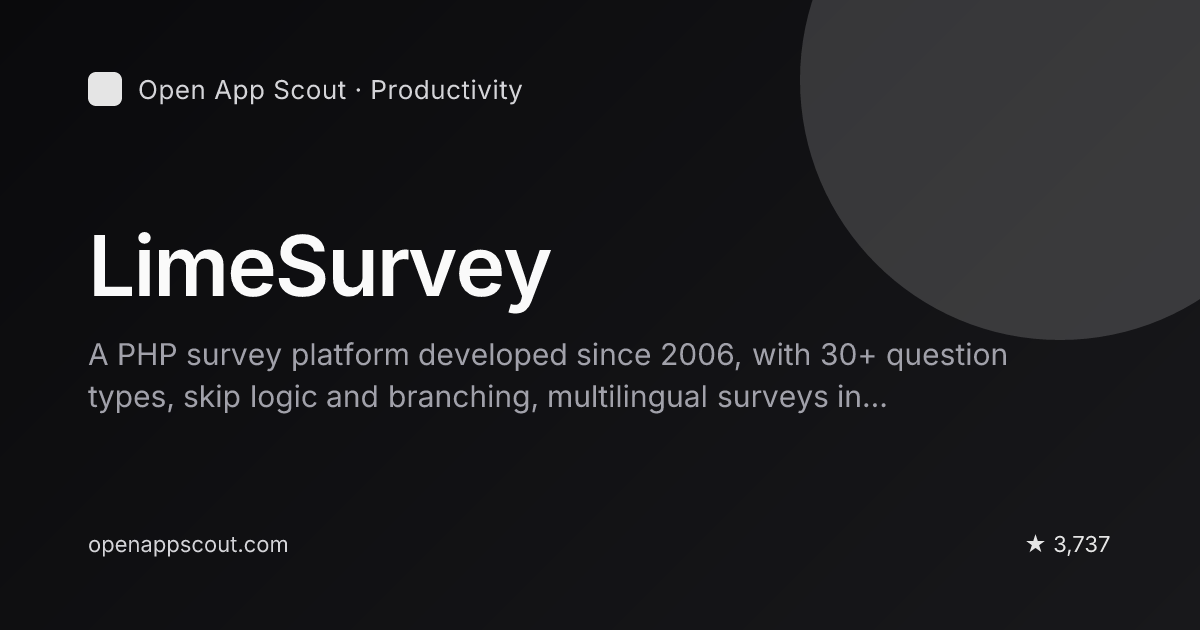 Open App Scout · Productivity
LimeSurvey
A PHP survey platform developed since 2006, with 30+ question
types, skip logic and branching, multilingual surveys in...
openappscout.com
★ 3,737